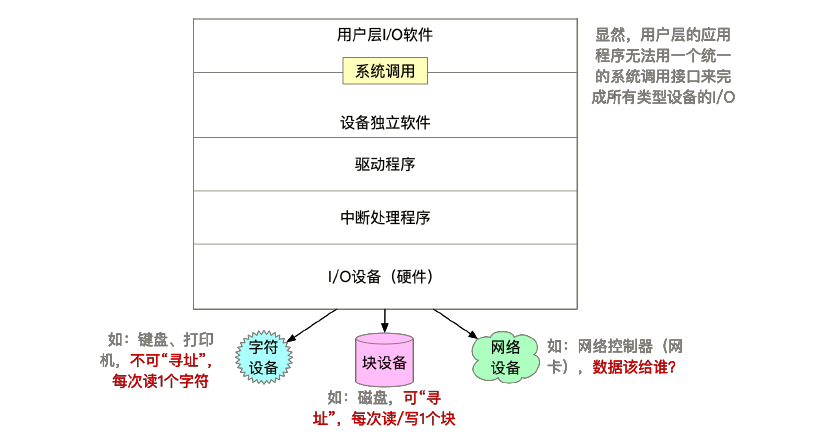 用户层I/O软件
系统调用
设备独立软件
驱动程序
中断处理程序
I/O设备（硬件）
显然，用户层的应用
程序无法用一个统一
的系统调用接口来完
成所有类型设备的I/O
如：键盘、打印
机，不可“寻址”，
每次读1个字符
字符
设备
块设备
如：磁盘，可“寻
址”，每次读/写1个块
网络
设备
如：网络控制器（网
卡），数据该给谁？